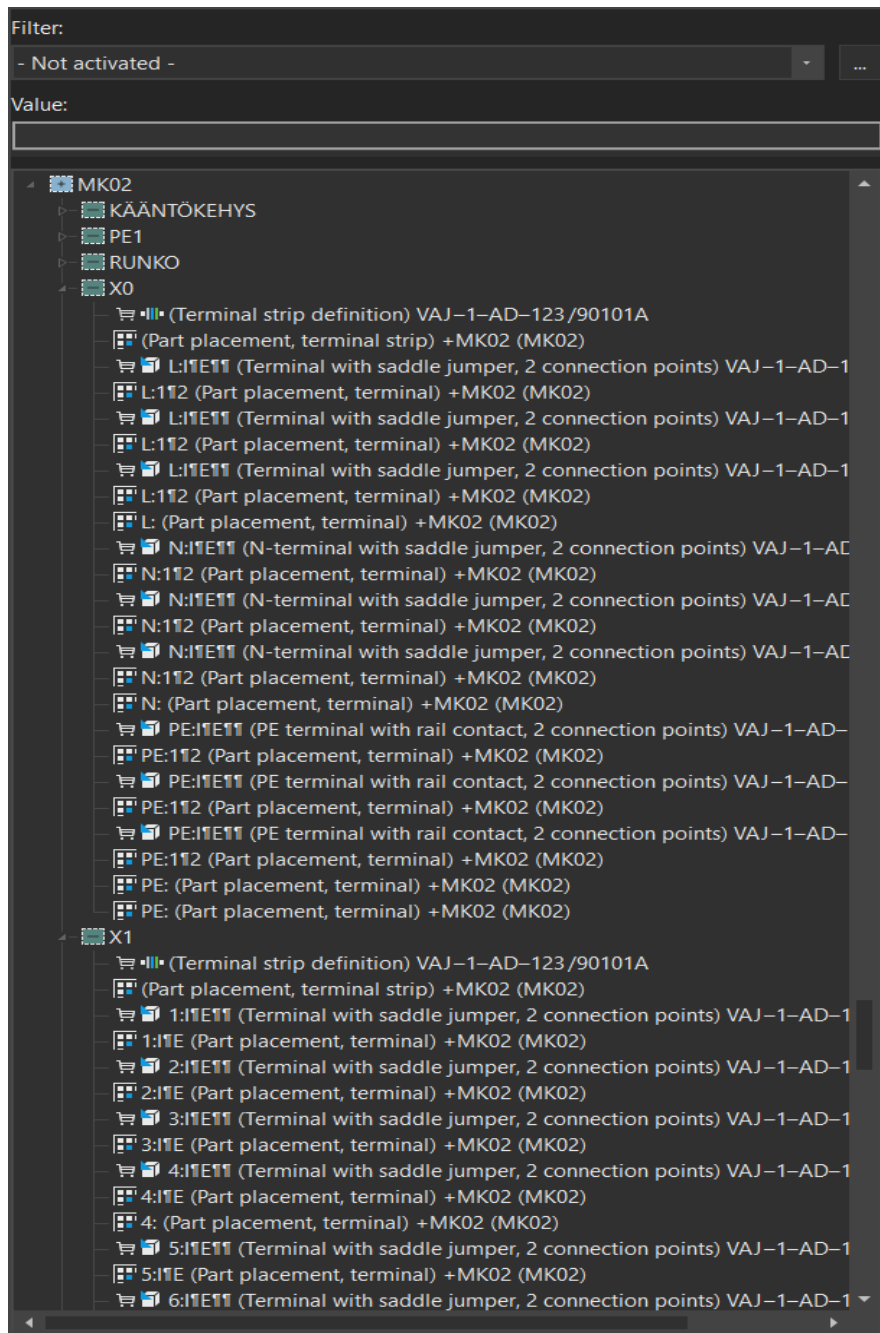 Filter:
- Not activated -
...
Value:
MK02
KÄÄNTÖKEHYS
PE1
RUNKO
X0
(Terminal strip definition) VAJ–1–AD–123/90101A
(Part placement, terminal strip) +MK02 (MK02)
L:I¶E¶¶ (Terminal with saddle jumper, 2 connection points) VAJ–1–AD–1
L:1¶2 (Part placement, terminal) +MK02 (MK02)
L:I¶E¶¶ (Terminal with saddle jumper, 2 connection points) VAJ–1–AD–1
L:1¶2 (Part placement, terminal) +MK02 (MK02)
L:I¶E¶¶ (Terminal with saddle jumper, 2 connection points) VAJ–1–AD–1
L:1¶2 (Part placement, terminal) +MK02 (MK02)
L: (Part placement, terminal) +MK02 (MK02)
N:I¶E¶¶ (N-terminal with saddle jumper, 2 connection points) VAJ–1–AD
N:1¶2 (Part placement, terminal) +MK02 (MK02)
N:I¶E¶¶ (N-terminal with saddle jumper, 2 connection points) VAJ–1–AD
N:1¶2 (Part placement, terminal) +MK02 (MK02)
N:I¶E¶¶ (N-terminal with saddle jumper, 2 connection points) VAJ–1–AD
N:1¶2 (Part placement, terminal) +MK02 (MK02)
N: (Part placement, terminal) +MK02 (MK02)
PE:I¶E¶¶ (PE terminal with rail contact, 2 connection points) VAJ–1–AD–
PE:1¶2 (Part placement, terminal) +MK02 (MK02)
PE:I¶E¶¶ (PE terminal with rail contact, 2 connection points) VAJ–1–AD–
PE:1¶2 (Part placement, terminal) +MK02 (MK02)
PE:I¶E¶¶ (PE terminal with rail contact, 2 connection points) VAJ–1–AD–
PE:1¶2 (Part placement, terminal) +MK02 (MK02)
PE: (Part placement, terminal) +MK02 (MK02)
PE: (Part placement, terminal) +MK02 (MK02)
X1
(Terminal strip definition) VAJ–1–AD–123/90101A
(Part placement, terminal strip) +MK02 (MK02)
1:I¶E¶¶ (Terminal with saddle jumper, 2 connection points) VAJ–1–AD–1
1:I¶E (Part placement, terminal) +MK02 (MK02)
2:I¶E¶¶ (Terminal with saddle jumper, 2 connection points) VAJ–1–AD–1
2:I¶E (Part placement, terminal) +MK02 (MK02)
3:I¶E¶¶ (Terminal with saddle jumper, 2 connection points) VAJ–1–AD–1
3:I¶E (Part placement, terminal) +MK02 (MK02)
4:I¶E¶¶ (Terminal with saddle jumper, 2 connection points) VAJ–1–AD–1
4:I¶E (Part placement, terminal) +MK02 (MK02)
4: (Part placement, terminal) +MK02 (MK02)
5:I¶E¶¶ (Terminal with saddle jumper, 2 connection points) VAJ–1–AD–1
5:I¶E (Part placement, terminal) +MK02 (MK02)
6:I¶E¶¶ (Terminal with saddle jumper, 2 connection points) VAJ–1–AD–1